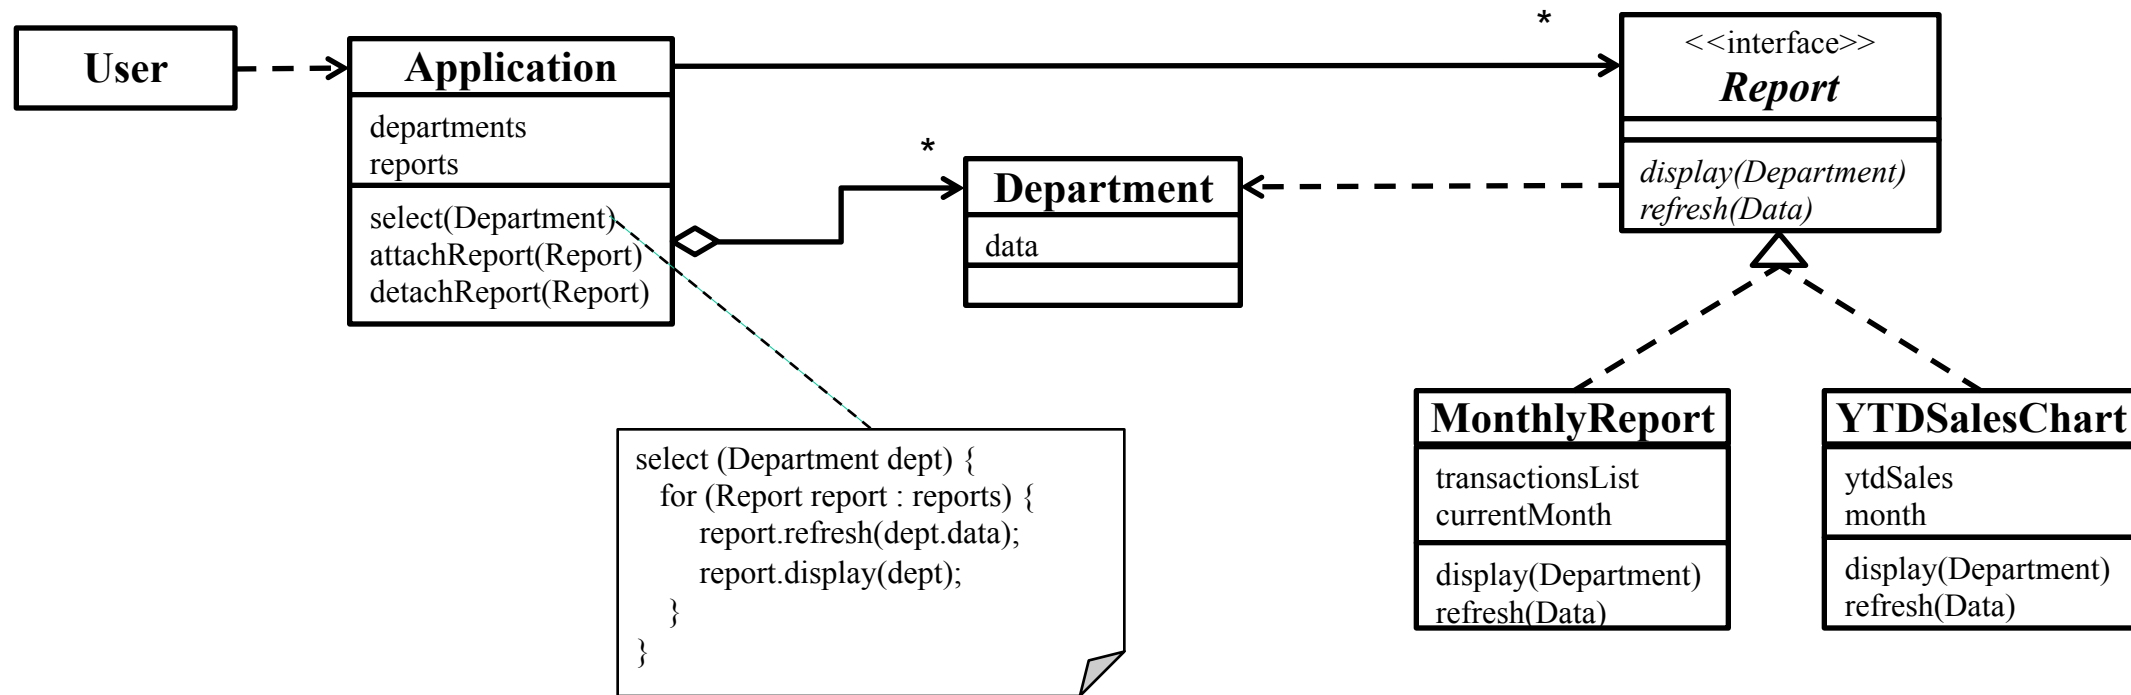 User
Application
departments
reports
select(Department)
attachReport(Report)
detachReport(Report)
*
Department
data
*
<<interface>>
Report
display(Department)
refresh(Data)
MonthlyReport
transactionsList
currentMonth
display(Department)
refresh(Data)
YTDSalesChart
ytdSales
month
display(Department)
refresh(Data)
select (Department dept) {
for (Report report : reports) {
report.refresh(dept.data);
report.display(dept);
}
}